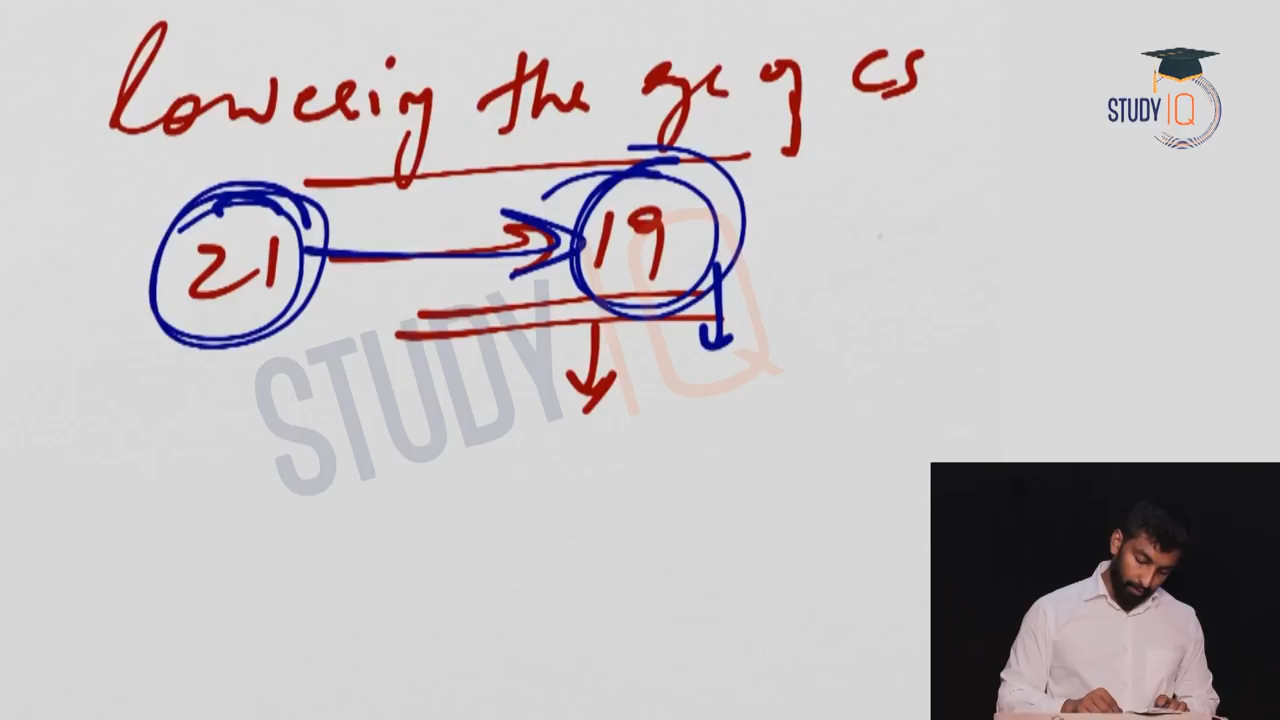 lowering the age of CS
STUDY IQ
21 → 19
STUDY IQ